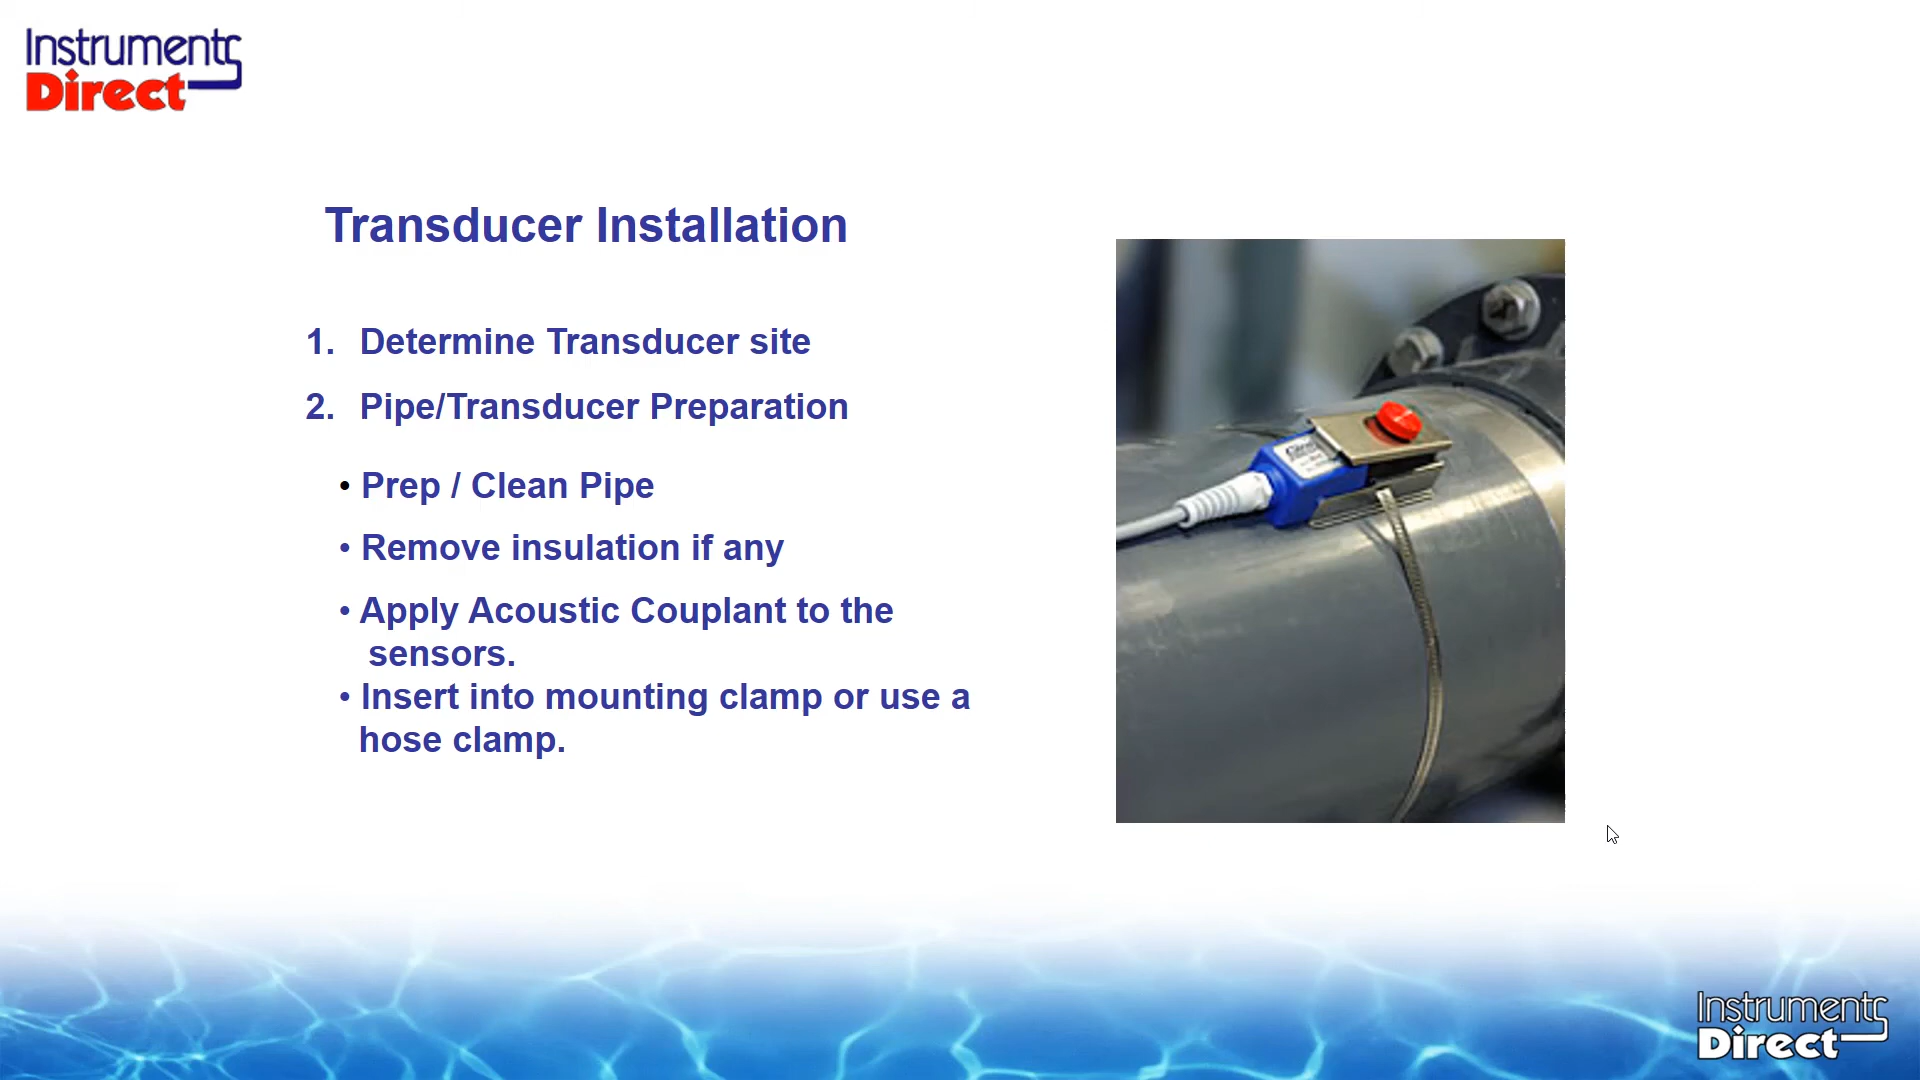 Instruments
Direct
Transducer Installation
1. Determine Transducer site
2. Pipe/Transducer Preparation
• Prep / Clean Pipe
• Remove insulation if any
• Apply Acoustic Couplant to the
sensors.
• Insert into mounting clamp or use a
hose clamp.
Instruments
Direct